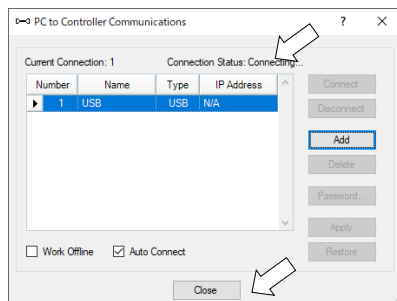 PC to Controller Communications
Current Connection: 1 Connection Status: Connecting...
Number Name Type IP Address
1 USB USB N/A
Connect
Disconnect
Add
Delete
Password...
Apply
Restore
Work Offline Auto Connect
Close